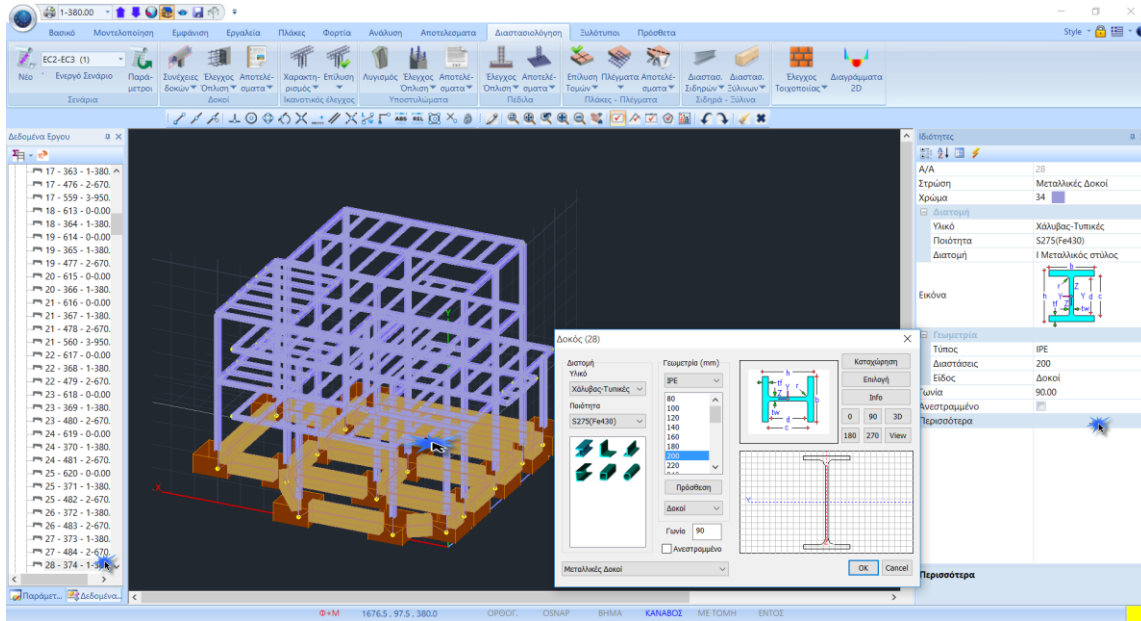 1-380.00
Style
Βασικό Μοντελοποίηση Εμφάνιση Εργαλεία Πλάκες Φορτία Ανάλυση Αποτελεσματα Διαστασιολόγηση Ξυλότυποι Πρόσθετα
EC2-EC3 (1)
Νέο Ενεργό Σενάριο Παρά-
μετροι
Συνέχειες Έλεγχος Αποτελέ-
δοκών Όπλιση σματα
Χαρακτη- Επίλυση
ρισμός
Λυγισμός Έλεγχος Αποτελέ-
Όπλιση σματα
Έλεγχος Αποτελέ-
Όπλιση σματα
Επίλυση Πλέγματα Αποτελέ-
Τομών σματα
Διαστασ. Διαστασ.
Σιδηρών Ξύλινων
Έλεγχος
Τοιχοποιίας
Διαγράμματα
2D
Σενάρια Δοκοί Ικανοτικός έλεγχος Υποστυλώματα Πέδιλα Πλάκες - Πλέγματα Σιδηρά - Ξύλινα
Δεδομένα Εργου
17 - 363 - 1-380.
17 - 476 - 2-670.
17 - 559 - 3-950.
18 - 613 - 0-0.00
18 - 364 - 1-380.
19 - 614 - 0-0.00
19 - 365 - 1-380.
19 - 477 - 2-670.
20 - 615 - 0-0.00
20 - 366 - 1-380.
21 - 616 - 0-0.00
21 - 367 - 1-380.
21 - 478 - 2-670.
21 - 560 - 3-950.
22 - 617 - 0-0.00
22 - 368 - 1-380.
22 - 479 - 2-670.
23 - 618 - 0-0.00
23 - 369 - 1-380.
23 - 480 - 2-670.
24 - 619 - 0-0.00
24 - 370 - 1-380.
24 - 481 - 2-670.
25 - 620 - 0-0.00
25 - 371 - 1-380.
25 - 482 - 2-670.
26 - 372 - 1-380.
26 - 483 - 2-670.
27 - 373 - 1-380.
27 - 484 - 2-670.
28 - 374 - 1-
Παράμετ... Δεδομένα...
X
Y
Δοκός (28)
Διατομή
Υλικό
Χάλυβας-Τυπικές
Ποιότητα
S275(Fe430)
Μεταλλικές Δοκοί
Γεωμετρία (mm)
IPE
80
100
120
140
160
180
200
220
Πρόσθεση
Δοκοί
Γωνία 90
Ανεστραμμένο
h
tf y r
Z b
tw
d
c
Καταχώρηση
Επιλογή
Info
0 90 3D
180 270 View
Y
OK Cancel
Ιδιότητες
Α/Α 28
Στρώση Μεταλλικές Δοκοί
Χρώμα 34
Διατομή
Υλικό Χάλυβας-Τυπικές
Ποιότητα S275(Fe430)
Διατομή Ι Μεταλλικός στύλος
Εικόνα
b
r Z
h Y Y d c
tf tw
Γεωμετρία
Τύπος IPE
Διαστάσεις 200
Είδος Δοκοί
Γωνία 90.00
Ανεστραμμένο
Περισσότερα
Περισσότερα
Φ+Μ 1676.5 , 97.5 , 380.0 ΟΡΘΟΓ. OSNAP ΒΗΜΑ ΚΑΝΑΒΟΣ ΜΕ ΤΟΜΗ ΕΝΤΟΣ